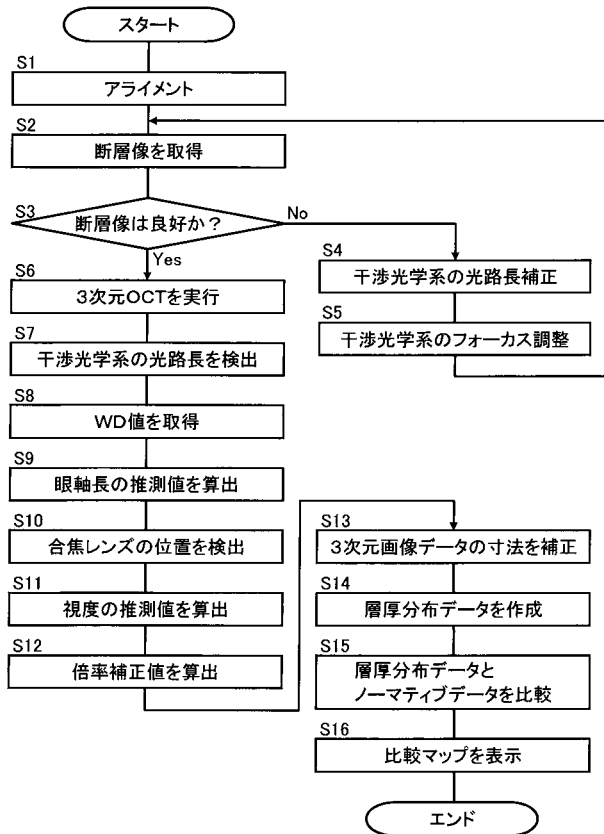 スタート
S1
アライメント
S2
断層像を取得
S3
断層像は良好か？
No
Yes
S4
干渉光学系の光路長補正
S5
干渉光学系のフォーカス調整
S6
3次元OCTを実行
S7
干渉光学系の光路長を検出
S8
WD値を取得
S9
眼軸長の推測値を算出
S10
合焦レンズの位置を検出
S11
視度の推測値を算出
S12
倍率補正値を算出
S13
3次元画像データの寸法を補正
S14
層厚分布データを作成
S15
層厚分布データと
ノーマティブデータを比較
S16
比較マップを表示
エンド